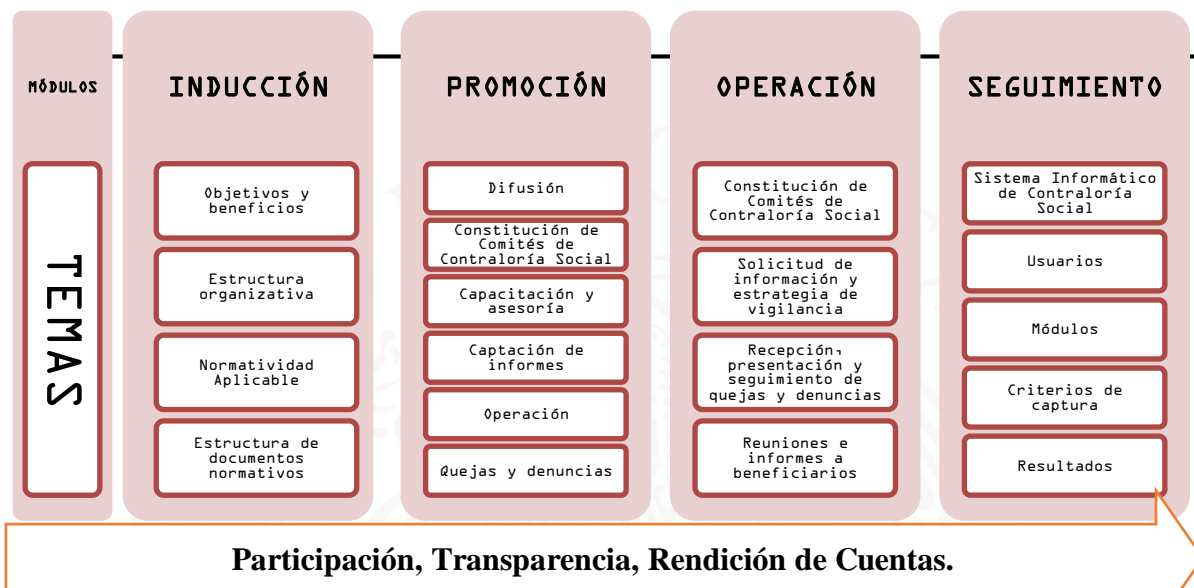 MÓDULOS
INDUCCIÓN
PROMOCIÓN
OPERACIÓN
SEGUIMIENTO
TEMAS
Objetivos y
beneficios
Estructura
organizativa
Normatividad
Aplicable
Estructura de
documentos
normativos
Difusión
Constitución de
Comités de
Contraloría Social
Capacitación y
asesoría
Captación de
informes
Operación
Quejas y denuncias
Constitución de
Comités de
Contraloría Social
Solicitud de
información y
estrategia de
vigilancia
Recepción,
presentación y
seguimiento de
quejas y denuncias
Reuniones e
informes a
beneficiarios
Sistema Informático
de Contraloría
Social
Usuarios
Módulos
Criterios de
captura
Resultados
Participación, Transparencia, Rendición de Cuentas.